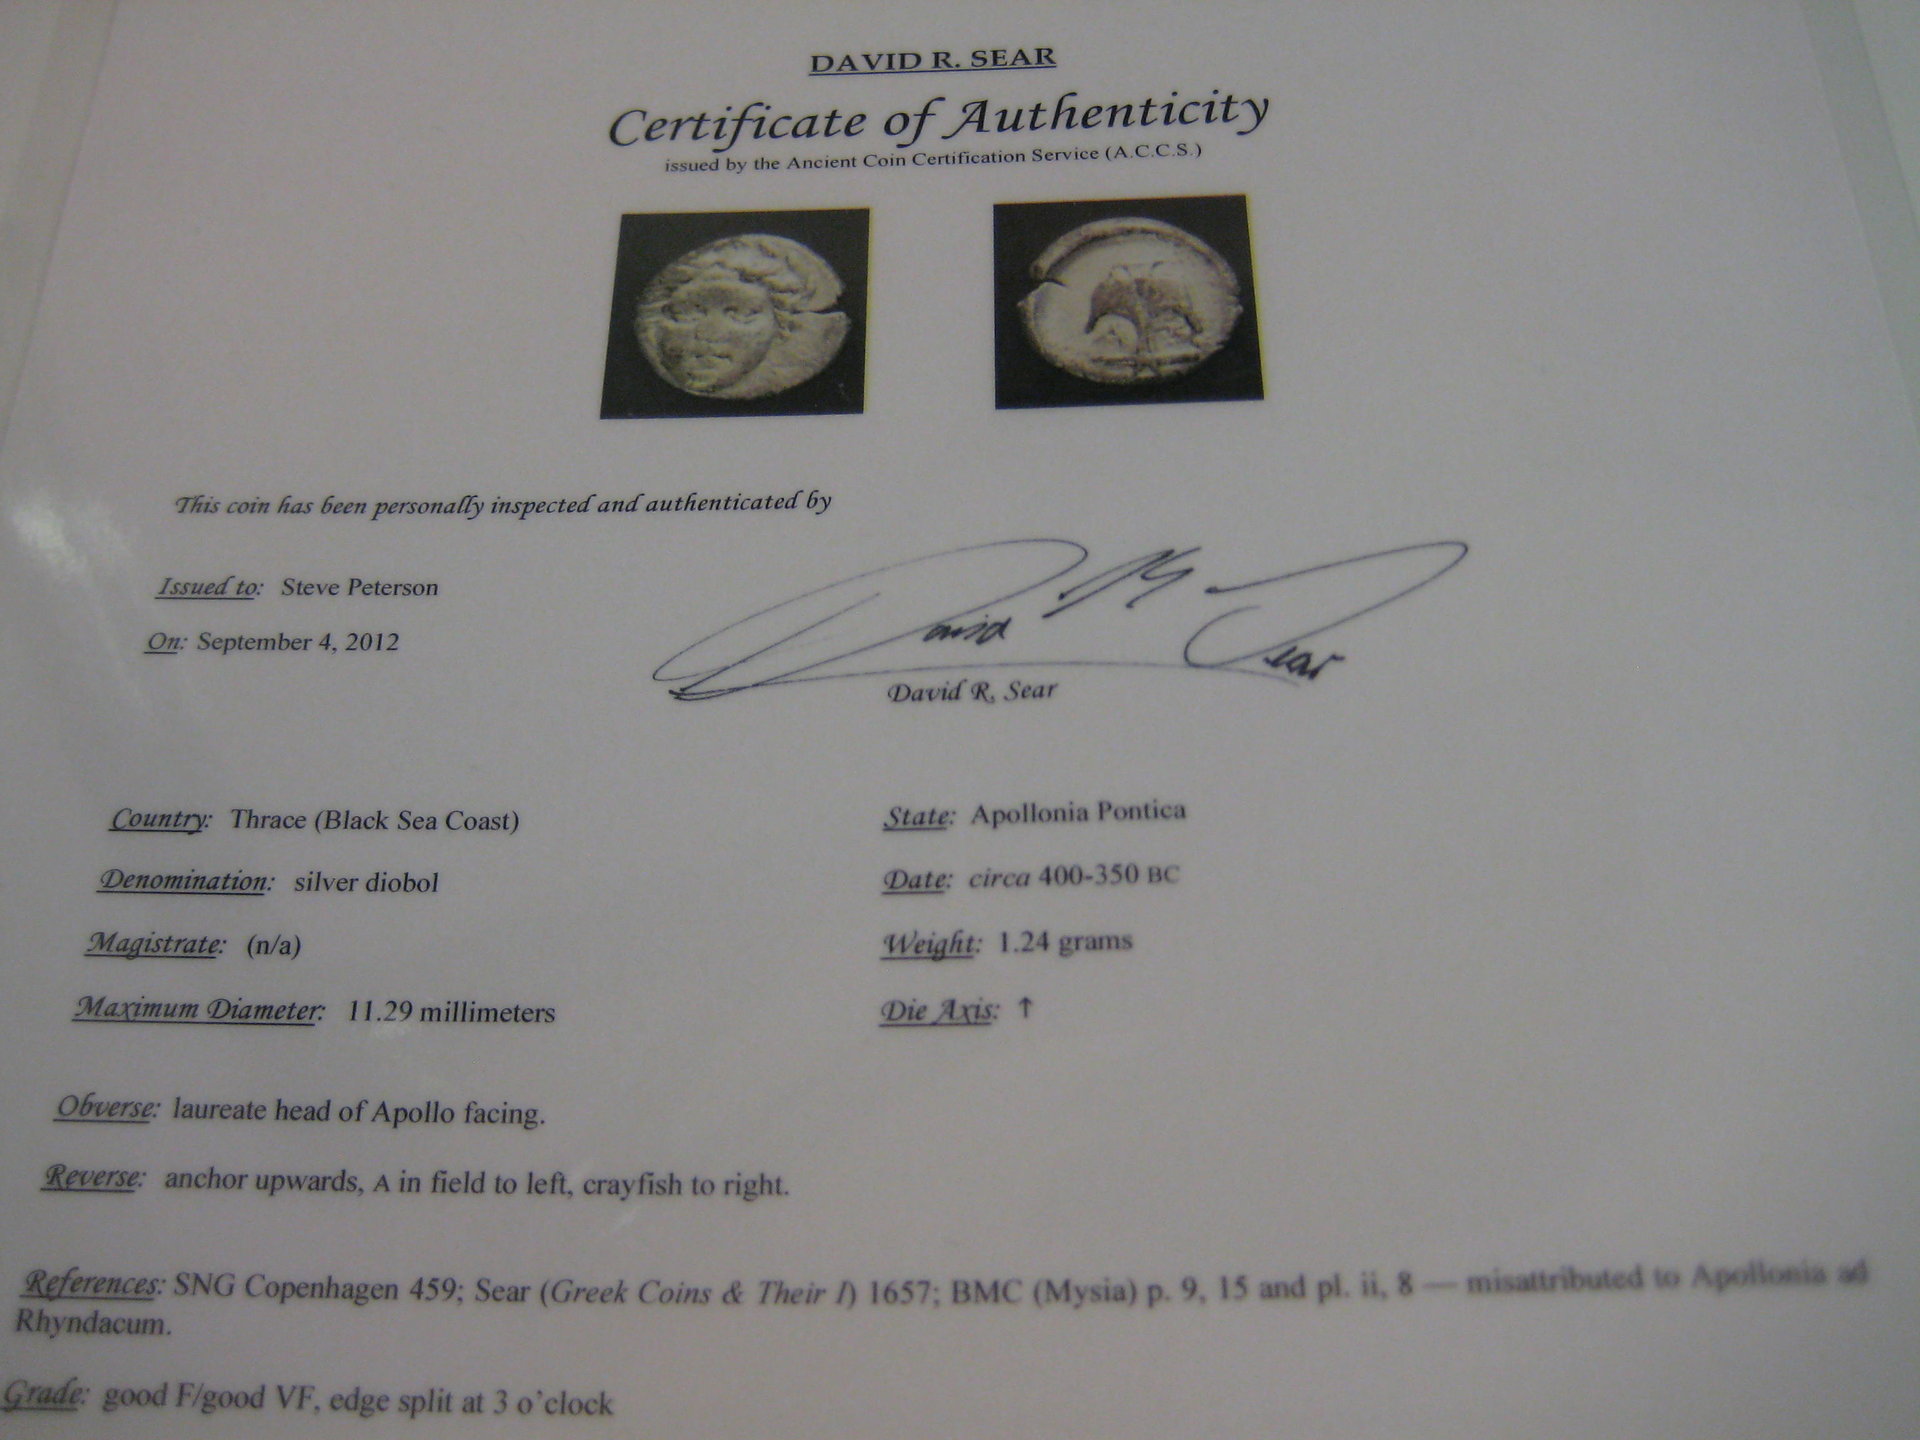 DAVID R. SEAR
Certificate of Authenticity
issued by the Ancient Coin Certification Service (A.C.C.S.)
This coin has been personally inspected and authenticated by
Issued to: Steve Peterson
On: September 4, 2012
David R. Sear
David R. Sear
Country: Thrace (Black Sea Coast)
State: Apollonia Pontica
Denomination: silver diobol
Date: circa 400-350 BC
Magistrate: (n/a)
Weight: 1.24 grams
Maximum Diameter: 11.29 millimeters
Die Axis: ↑
Obverse: laureate head of Apollo facing.
Reverse: anchor upwards, A in field to left, crayfish to right.
References: SNG Copenhagen 459; Sear (Greek Coins & Their I) 1657; BMC (Mysia) p. 9, 15 and pl. ii, 8 — misattributed to Apollonia ad
Rhyndacum.
Grade: good F/good VF, edge split at 3 o'clock